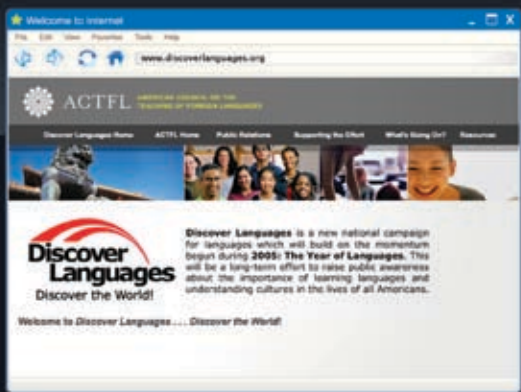 Welcome to Internet
File Edit View Favorites Tools Help
www.discoverlanguages.org
ACTFL AMERICAN COUNCIL ON THE
TEACHING OF FOREIGN LANGUAGES
Discover Languages Home ACTFL Home Public Relations Supporting the Effort What's Going On? Resources
Discover
Languages
Discover the World!
Discover Languages is a new national campaign
for languages which will build on the momentum
begun during 2005: The Year of Languages. This
will be a long-term effort to raise public awareness
about the importance of learning languages and
understanding cultures in the lives of all Americans.
Welcome to Discover Languages.... Discover the World!